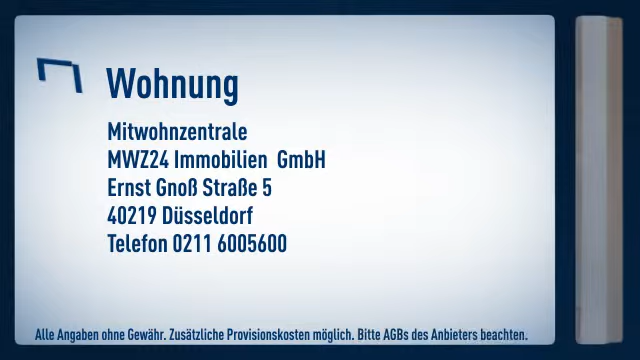 Wohnung
Mitwohnzentrale
MWZ24 Immobilien GmbH
Ernst Gnoß Straße 5
40219 Düsseldorf
Telefon 0211 6005600
Alle Angaben ohne Gewähr. Zusätzliche Provisionskosten möglich. Bitte AGBs des Anbieters beachten.